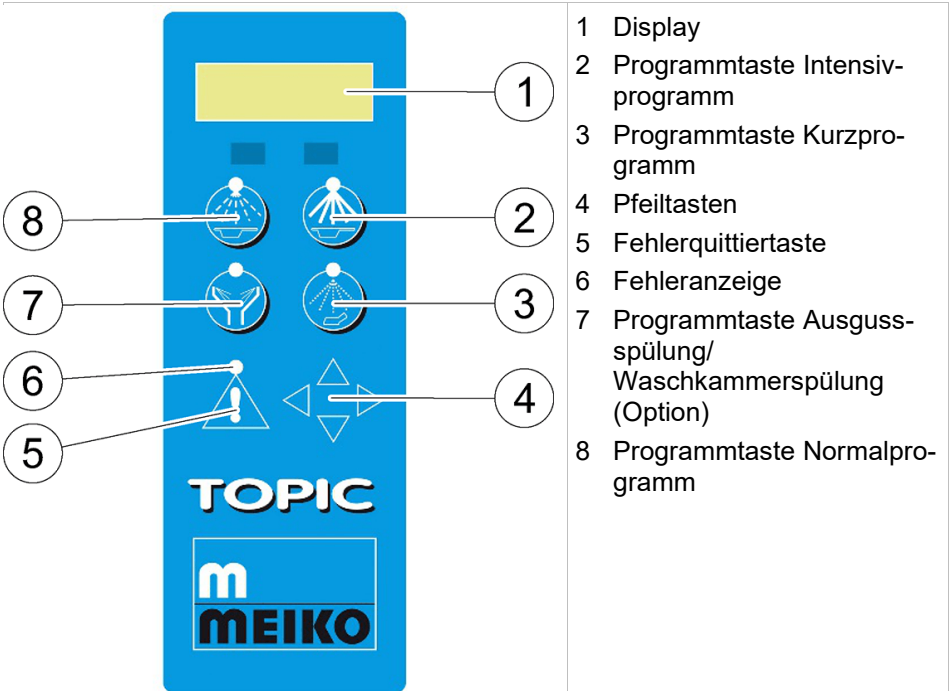 1
8
2
7
3
6
4
5
TOPIC
m
MEIKO
1 Display
2 Programmtaste Intensiv-
programm
3 Programmtaste Kurzpro-
gramm
4 Pfeiltasten
5 Fehlerquittiertaste
6 Fehleranzeige
7 Programmtaste Ausguss-
spülung/
Waschkammerspülung
(Option)
8 Programmtaste Normalpro-
gramm